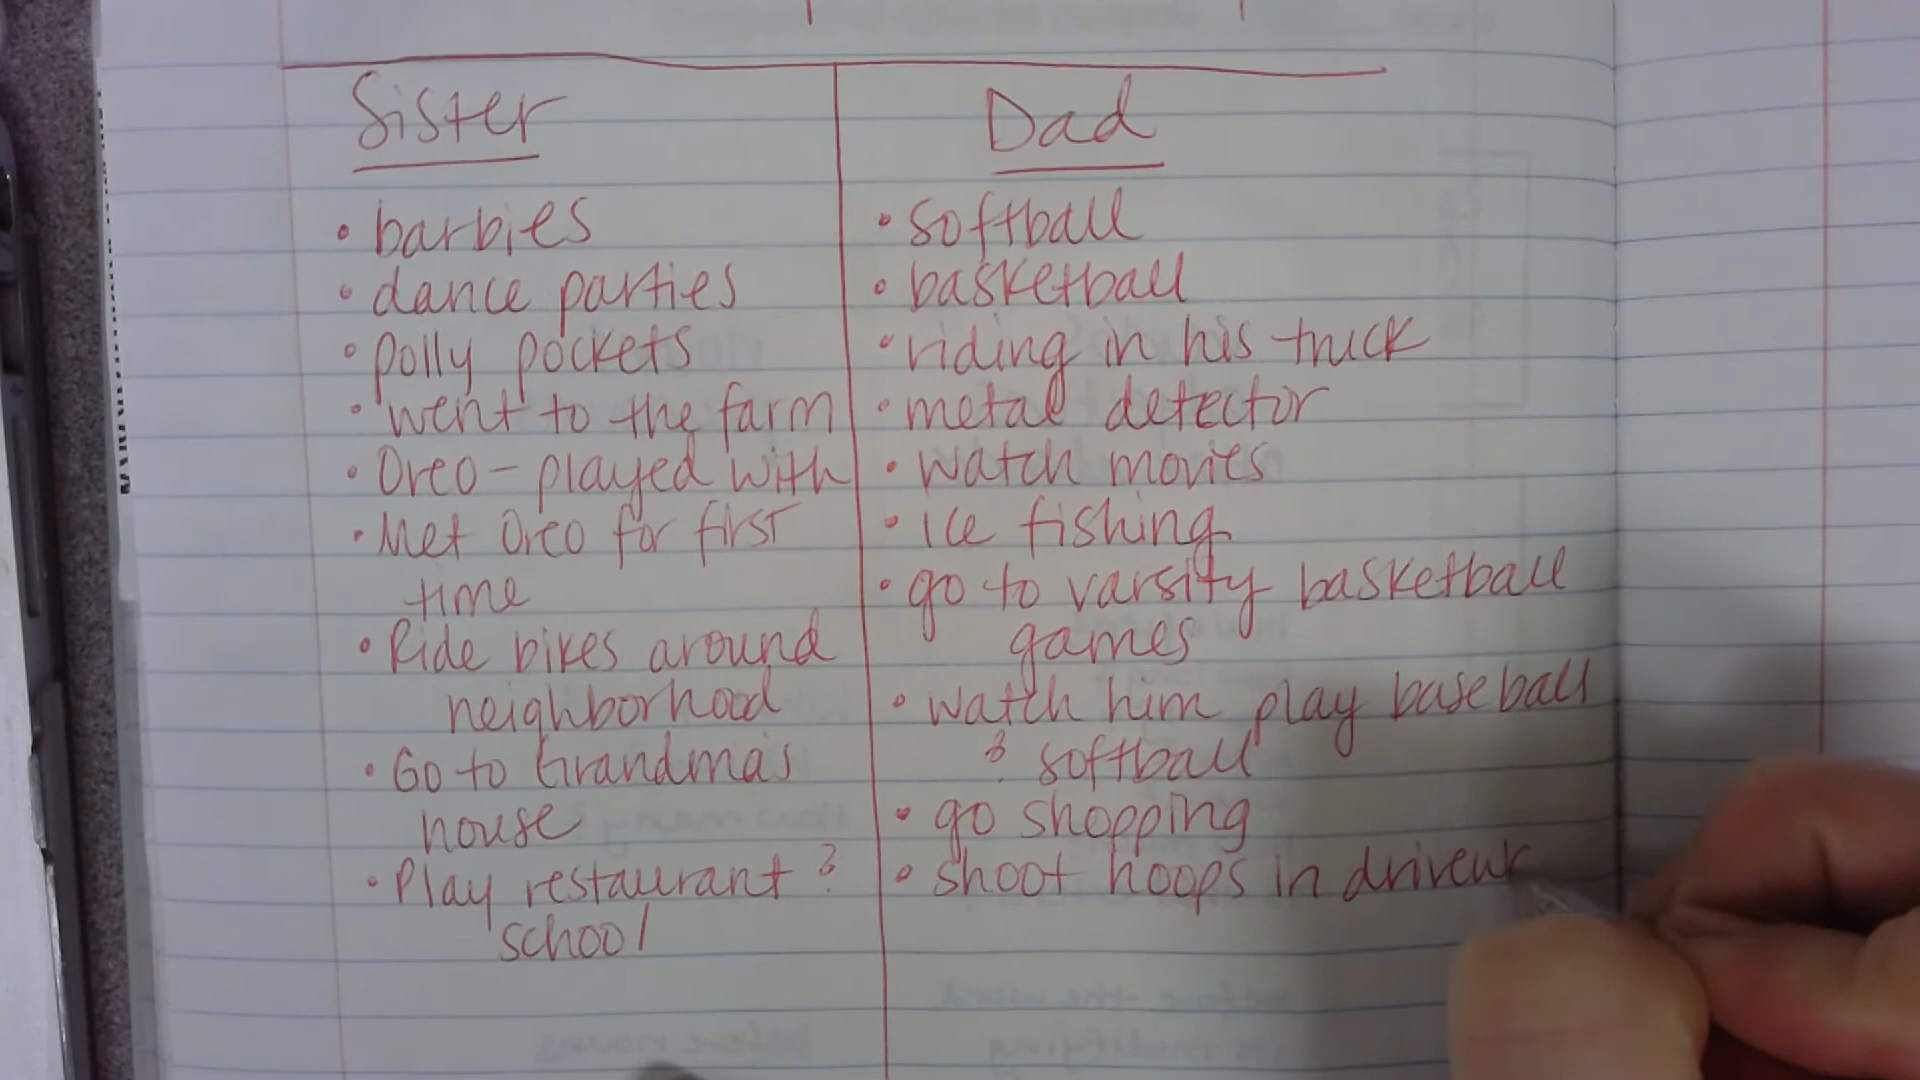 Sister
• barbies
• dance parties
• polly pockets
• went to the farm
• Oreo - played with
• Met Oreo for first
time
• Ride bikes around
neighborhood
• Go to Grandma's
house
• Play restaurant &
school
Dad
• softball
• basketball
• riding in his truck
• metal detector
• watch movies
• ice fishing
• go to varsity basketball
games
• watch him play baseball
& softball
• go shopping
• shoot hoops in drivew